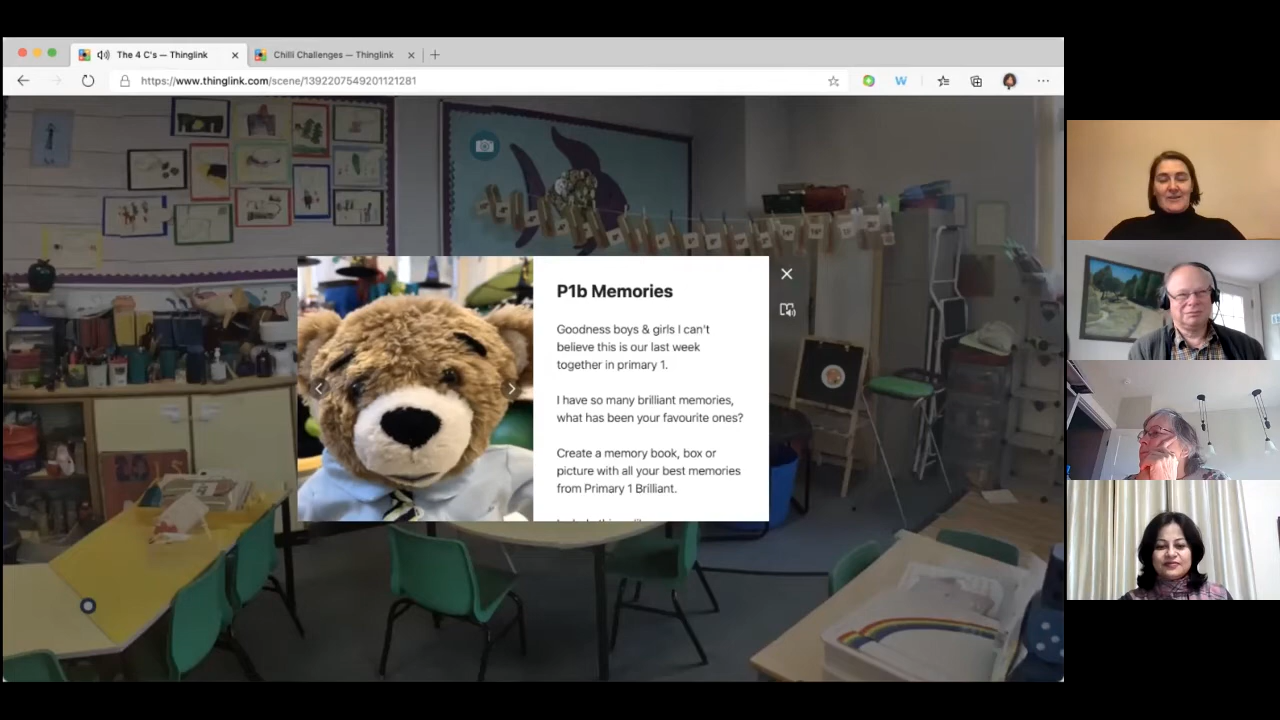 The 4 C's — Thinglink
Chilli Challenges — Thinglink
https://www.thinglink.com/scene/1392207549201121281
P1b Memories
Goodness boys & girls I can't
believe this is our last week
together in primary 1.
I have so many brilliant memories,
what has been your favourite ones?
Create a memory book, box or
picture with all your best memories
from Primary 1 Brilliant.